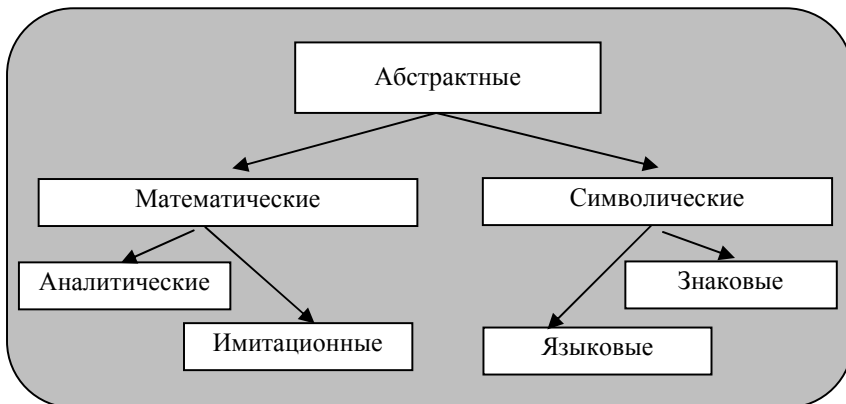 Абстрактные
Математические
Символические
Аналитические
Знаковые
Имитационные
Языковые